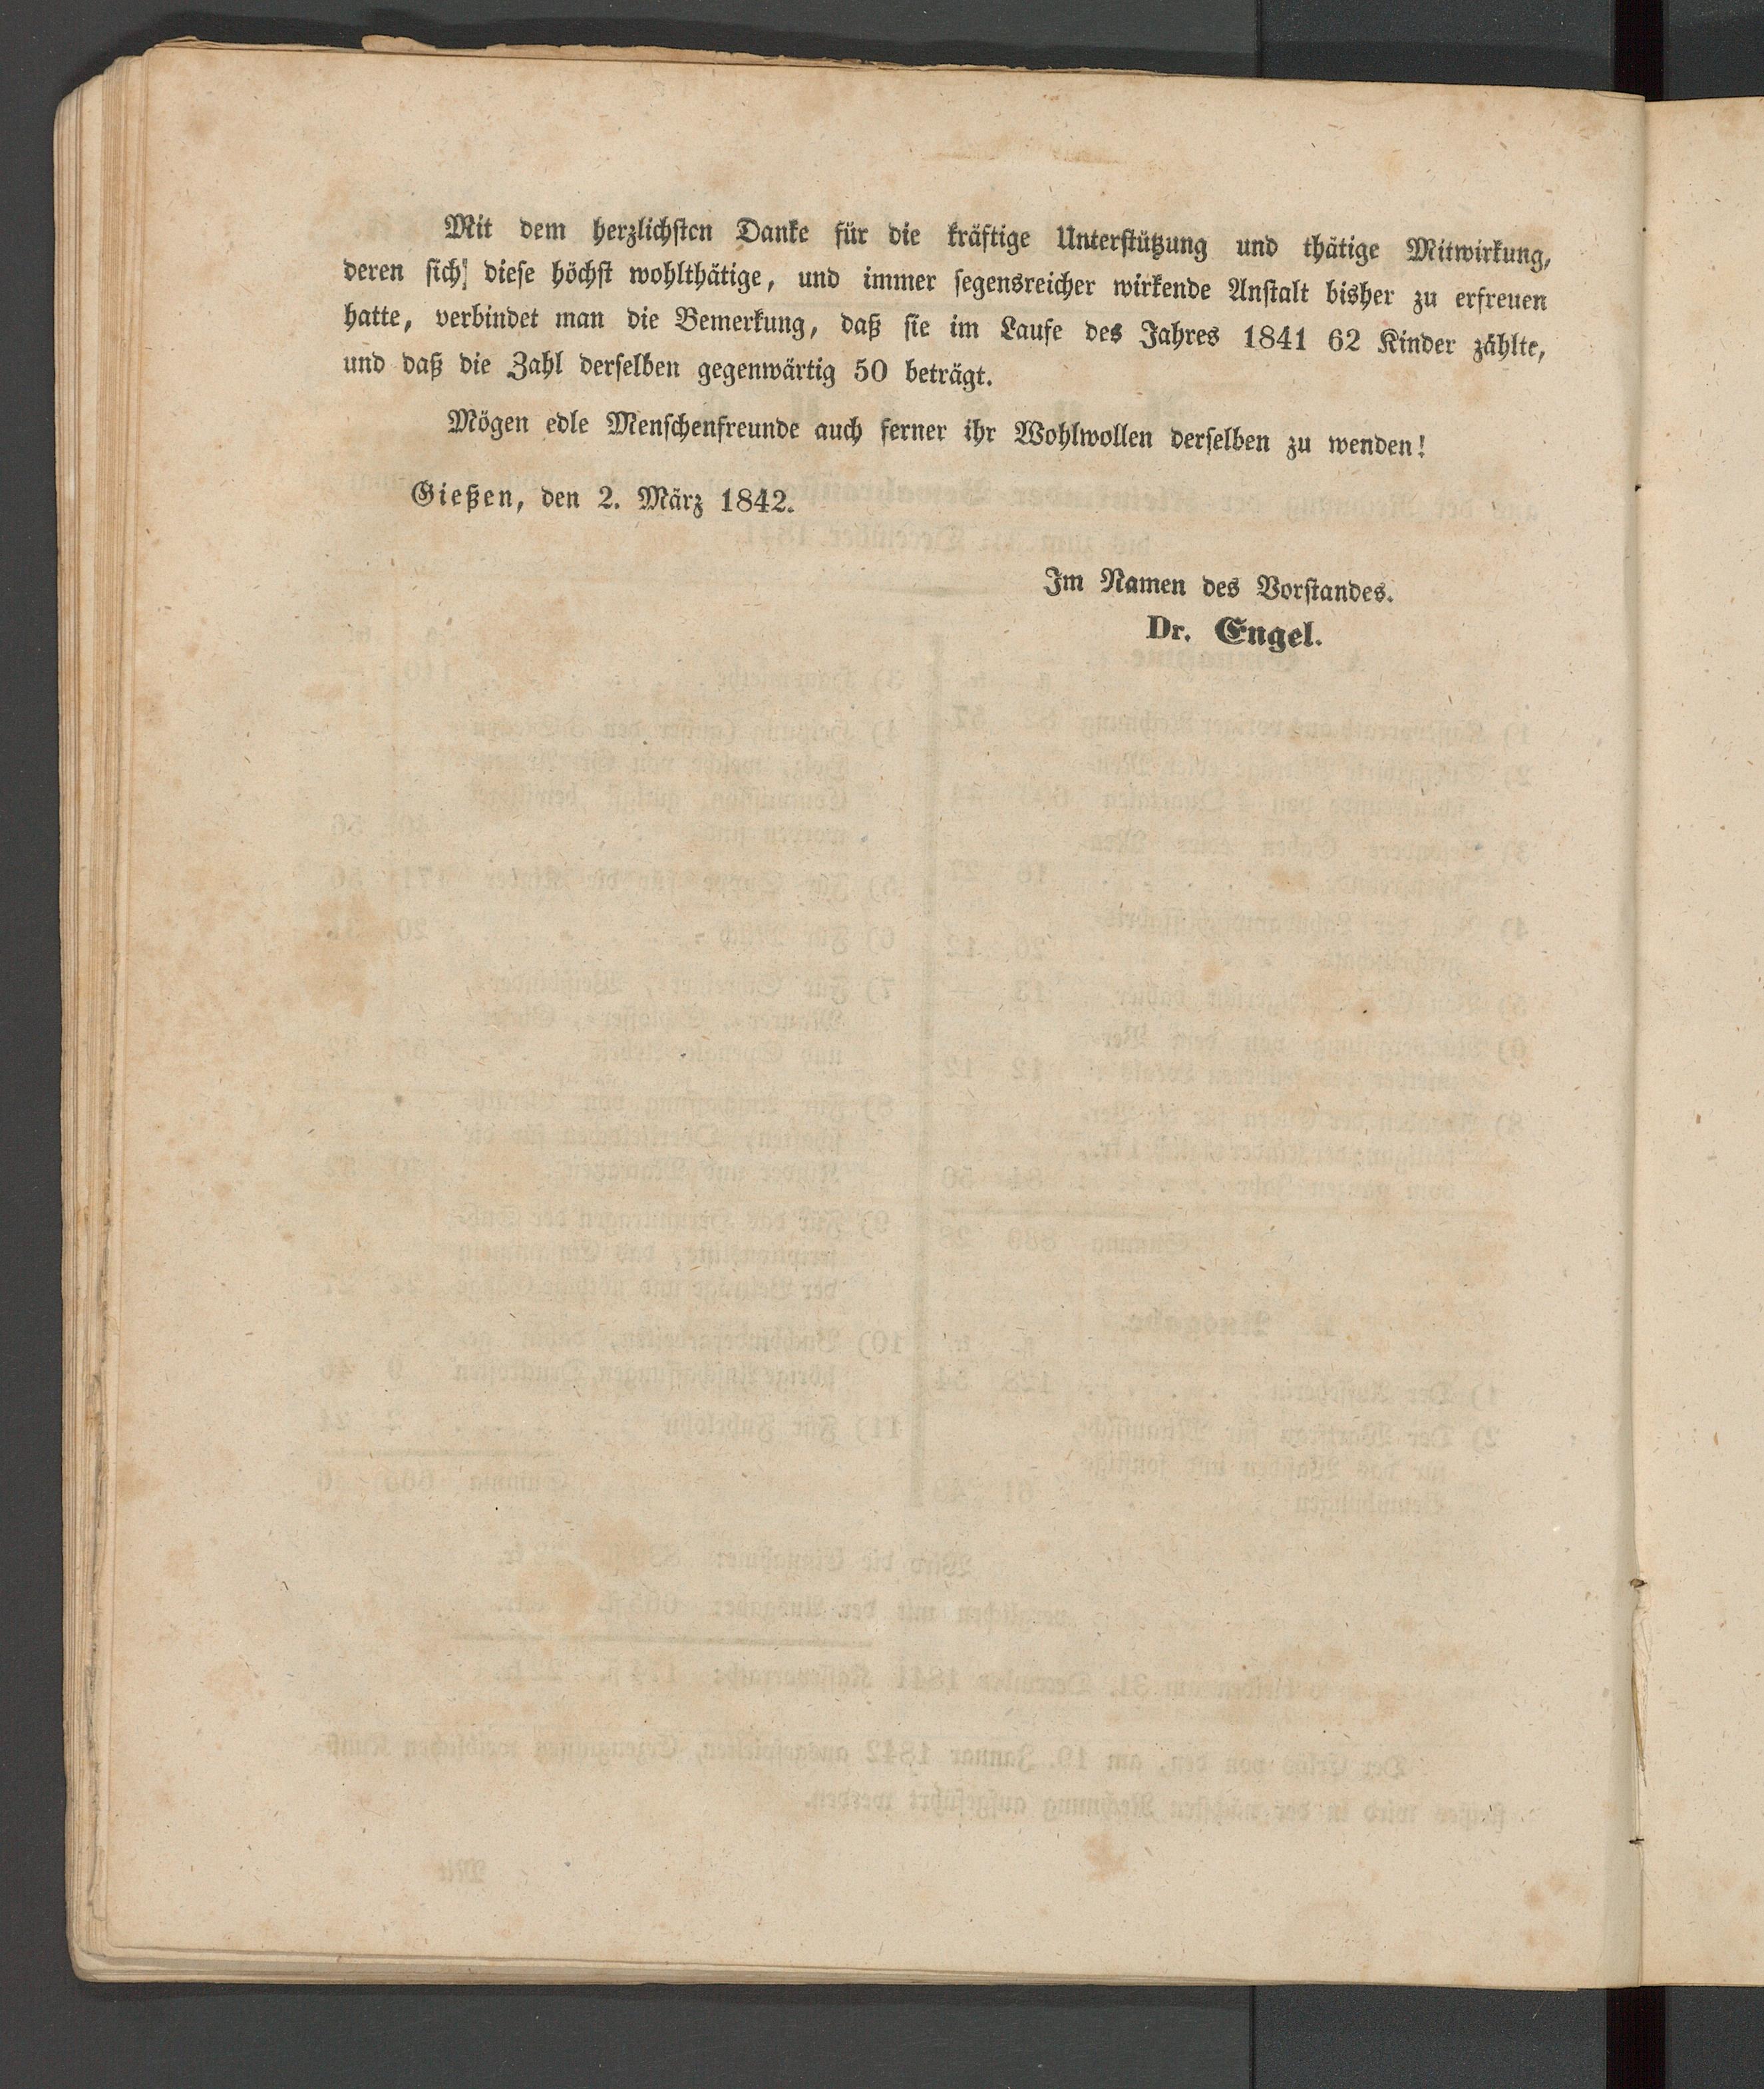 Mit dem herzlichsten Danke für die kräftige Unterstützung und thätige Mitwirkung,
deren sich diese höchst wohlthätige, und immer segensreicher wirkende Anstalt bisher zu erfreuen
hatte, verbindet man die Bemerkung, daß sie im Laufe des Jahres 1841 62 Kinder zählte,
und daß die Zahl derselben gegenwärtig 50 beträgt.
Mögen edle Menschenfreunde auch ferner ihr Wohlwollen derselben zu wenden!
Gießen, den 2. März 1842.
Im Namen des Vorstandes.
Dr. Engel.